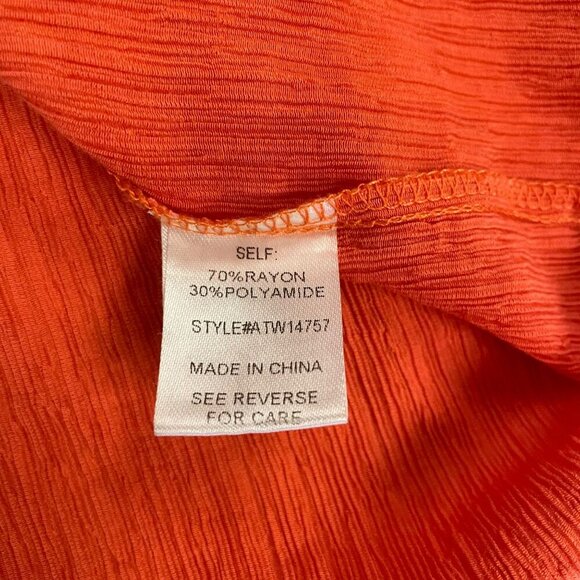 SELF:
70%RAYON
30%POLYAMIDE
STYLE#ATW14757
MADE IN CHINA
SEE REVERSE
FOR CARE